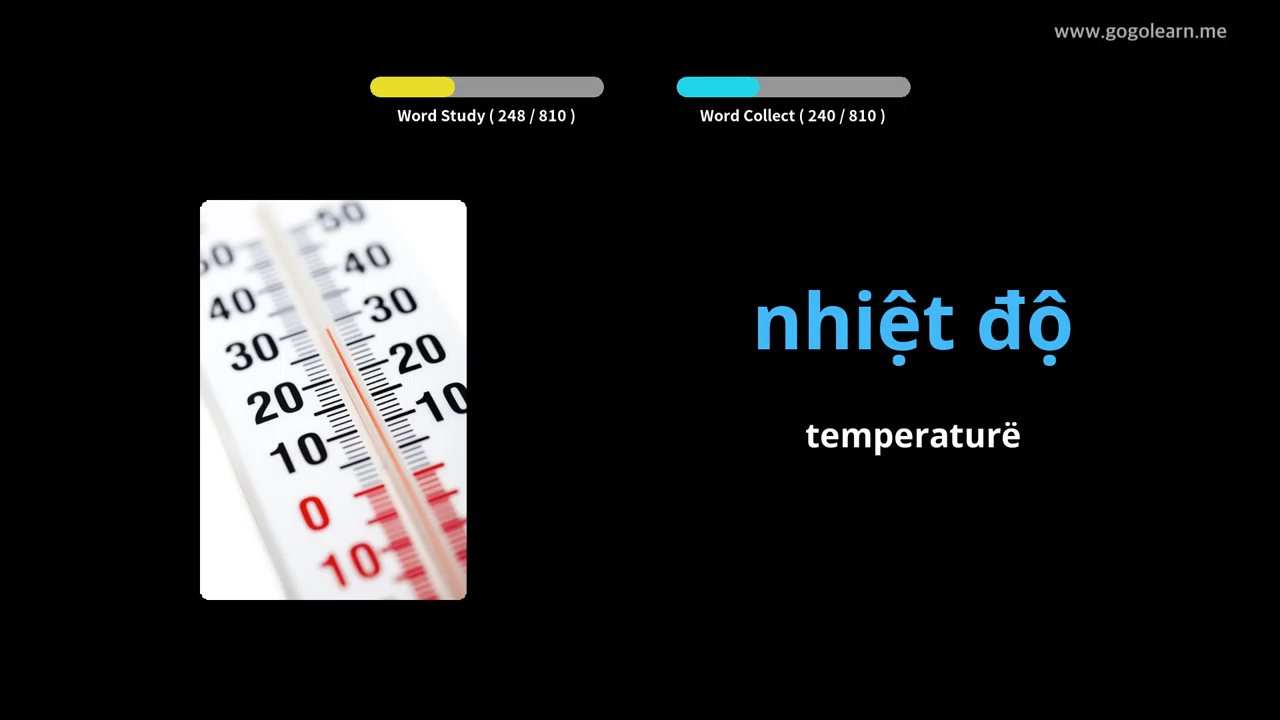 www.gogolearn.me
Word Study ( 248 / 810 )
Word Collect ( 240 / 810 )
50
40
40
30
30
20
20
10
10
0
10
nhiệt độ
temperaturë